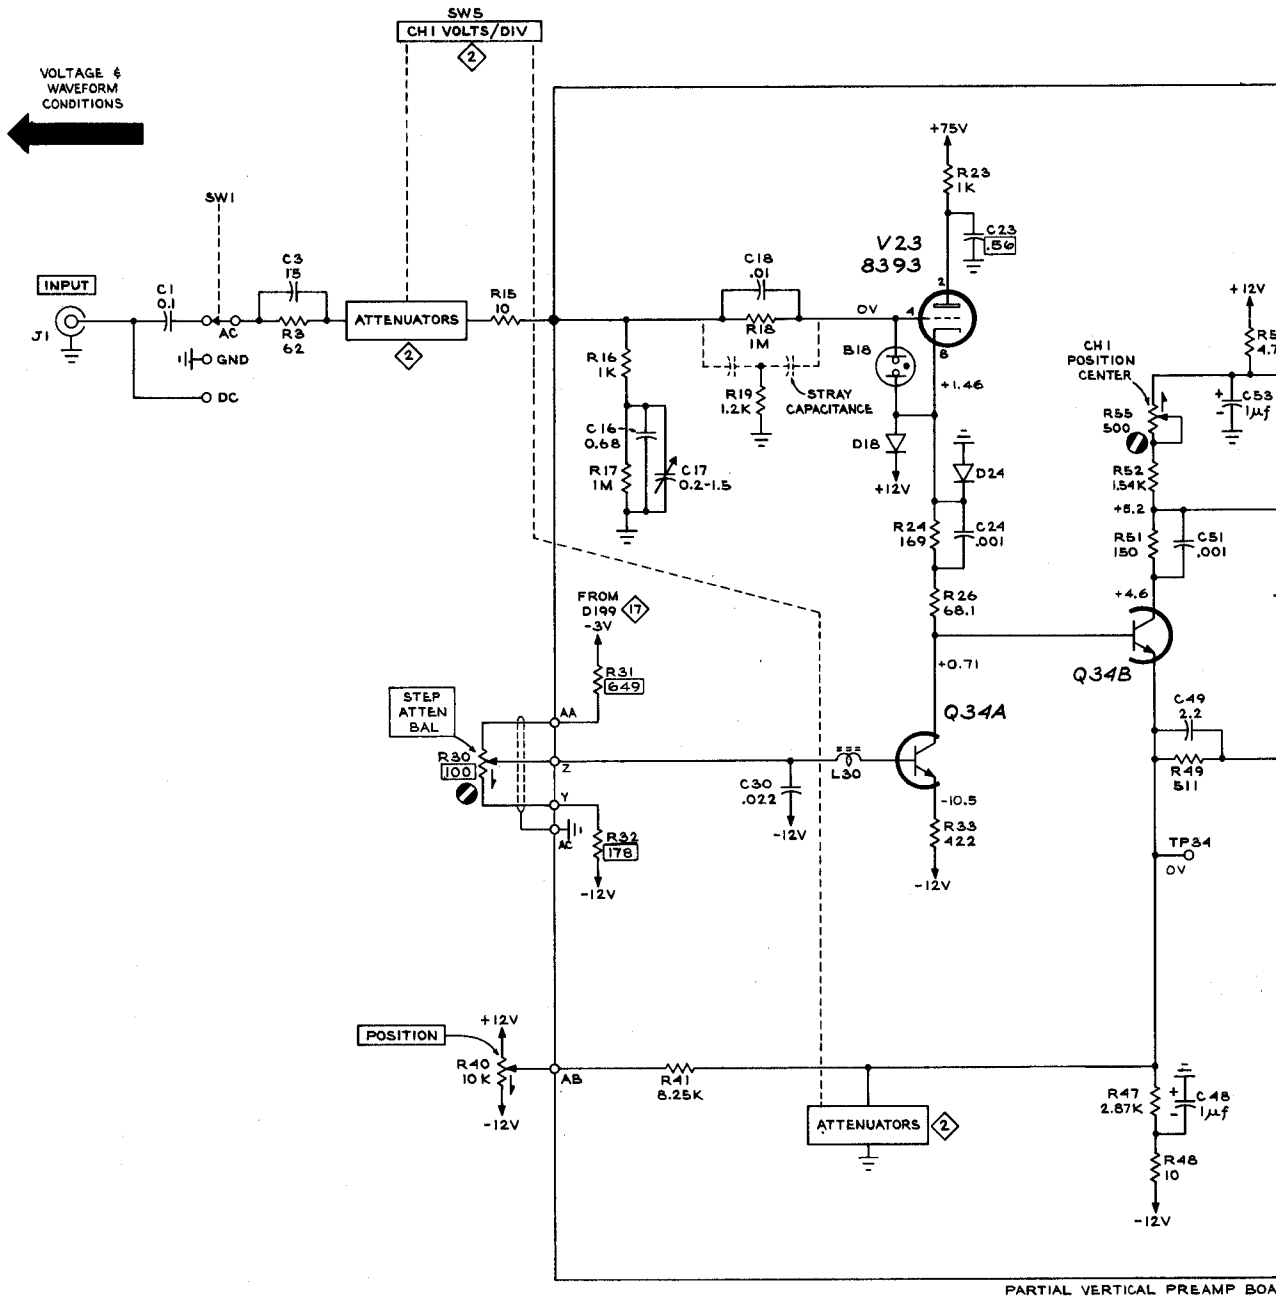 SW5
CH1 VOLTS/DIV
2
VOLTAGE &
WAVEFORM
CONDITIONS
+75V
R23
1K
SW1
V23
8393
C23
.56
C3
15
C18
.01
INPUT
C1
0.1
2
+12V
J1
AC
R3
62
ATTENUATORS
R15
10
R18
1M
0V
4
2
GND
DC
R16
1K
B18
8
CH1
POSITION
CENTER
R19
1.2K
STRAY
CAPACITANCE
+1.46
C53
1µf
+
-
R55
500
C16
0.68
D18
R17
1M
C17
0.2-1.5
+12V
D24
R52
1.54K
+5.2
R24
169
C24
.001
R51
150
C51
.001
FROM
D199 17
-3V
R26
68.1
+4.6
+0.71
Q34B
R31
649
STEP
ATTEN
BAL
AA
Q34A
C49
2.2
R30
100
Z
L30
R49
511
C30
.022
Y
-10.5
-12V
R33
422
AC
R32
178
TP34
0V
-12V
-12V
+12V
POSITION
R40
10K
AB
R41
8.25K
-12V
R47
2.87K
+
-
C48
1µf
ATTENUATORS
2
R48
10
-12V
PARTIAL VERTICAL PREAMP